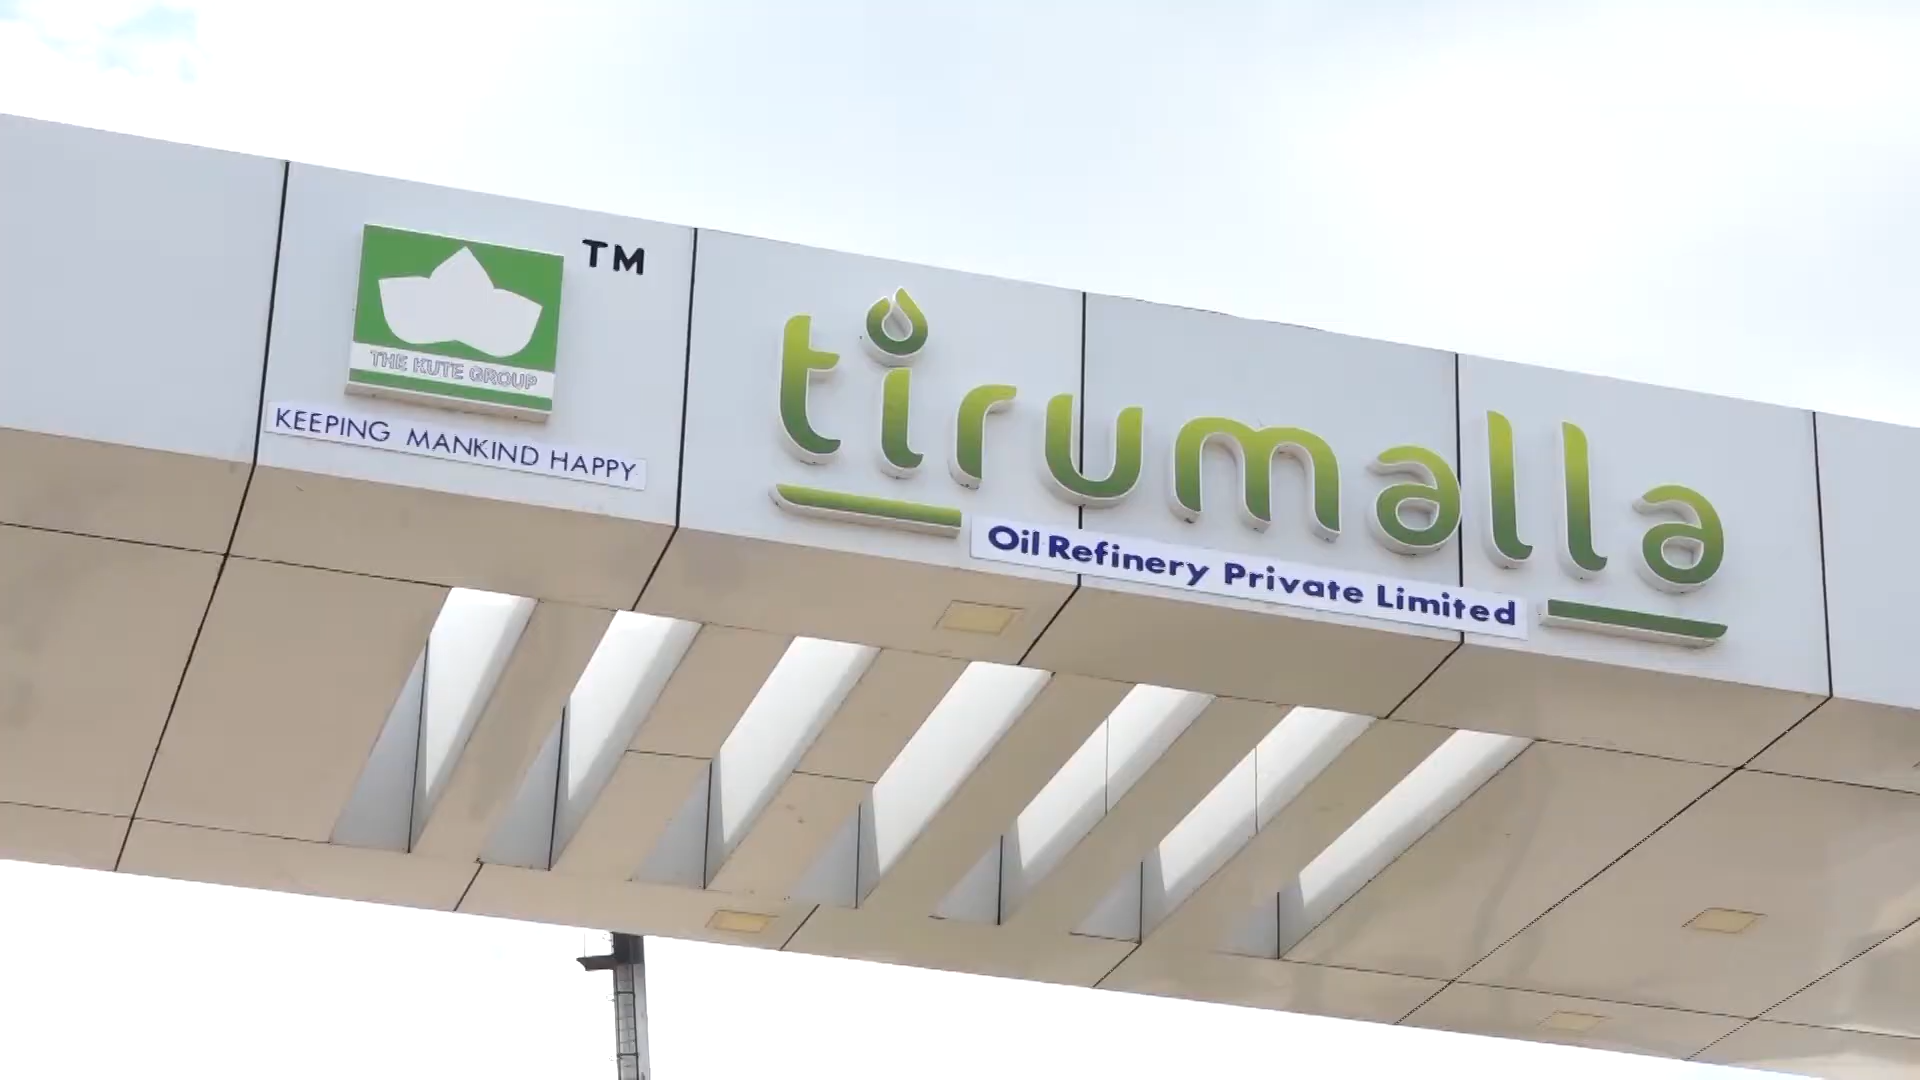 TM
THE KUTE GROUP
KEEPING MANKIND HAPPY
tirumalla
Oil Refinery Private Limited